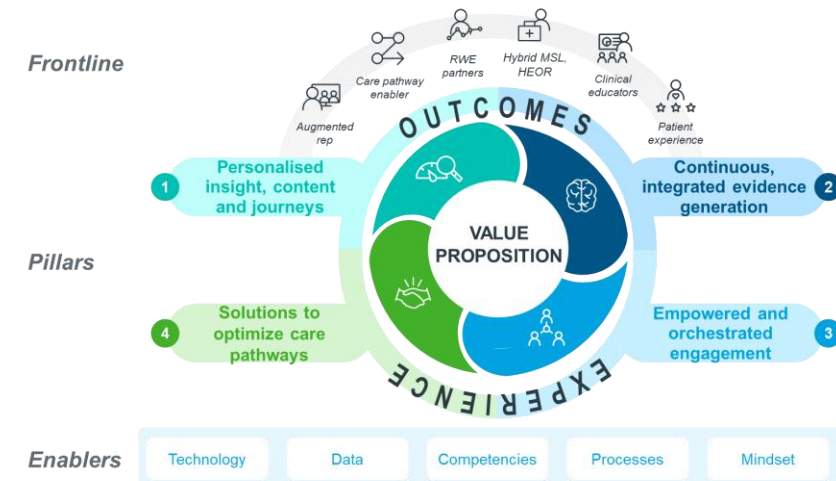 Frontline
Augmented
rep
Care pathway
enabler
RWE
partners
Hybrid MSL,
HEOR
Clinical
educators
Patient
experience
OUTCOMES
1
Personalised
insight, content
and journeys
Continuous,
integrated evidence
generation
2
Pillars
VALUE
PROPOSITION
4
Solutions to
optimize care
pathways
Empowered and
orchestrated
engagement
3
EXPERIENCE
Enablers
Technology
Data
Competencies
Processes
Mindset